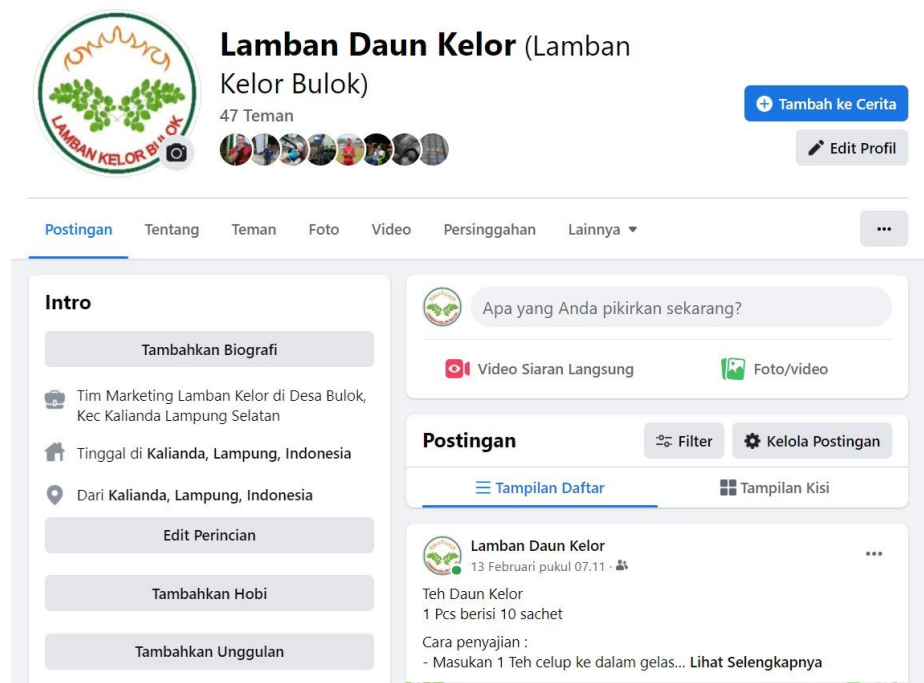 LAMBAN KELOR BULOK
Lamban Daun Kelor (Lamban
Kelor Bulok)
47 Teman
Tambah ke Cerita
Edit Profil
Postingan
Tentang
Teman
Foto
Video
Persinggahan
Lainnya
Intro
Tambahkan Biografi
Tim Marketing Lamban Kelor di Desa Bulok,
Kec Kalianda Lampung Selatan
Tinggal di Kalianda, Lampung, Indonesia
Dari Kalianda, Lampung, Indonesia
Edit Perincian
Tambahkan Hobi
Tambahkan Unggulan
Apa yang Anda pikirkan sekarang?
Video Siaran Langsung
Foto/video
Postingan
Filter
Kelola Postingan
Tampilan Daftar
Tampilan Kisi
Lamban Daun Kelor
13 Februari pukul 07.11 ·
Teh Daun Kelor
1 Pcs berisi 10 sachet
Cara penyajian :
- Masukan 1 Teh celup ke dalam gelas... Lihat Selengkapnya